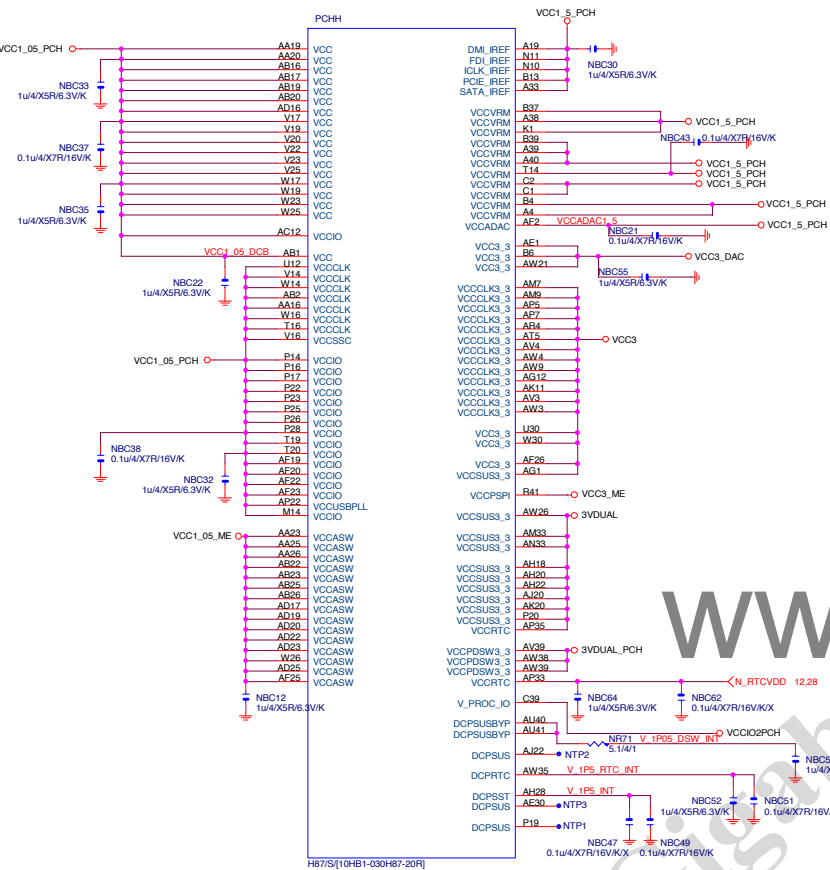 VCC1_5_PCH
PCHH
VCC1_05_PCH
AA19 VCC
AA20 VCC
AB16 VCC
AB17 VCC
AB19 VCC
AB20 VCC
AD16 VCC
V17 VCC
V19 VCC
V20 VCC
V22 VCC
V23 VCC
V25 VCC
W17 VCC
W19 VCC
W23 VCC
W25 VCC
AC12 VCCIO
VCC1_05_DCB AB1 VCC
U12 VCCCLK
V14 VCCCLK
W14 VCCCLK
AB2 VCCCLK
AA16 VCCCLK
W16 VCCCLK
T16 VCCCLK
V16 VCCSSC
VCC1_05_PCH
P14 VCCIO
P16 VCCIO
P17 VCCIO
P22 VCCIO
P23 VCCIO
P25 VCCIO
P26 VCCIO
P28 VCCIO
T19 VCCIO
T20 VCCIO
AF19 VCCIO
AF20 VCCIO
AF22 VCCIO
AF23 VCCIO
AP22 VCCUSBPLL
M14 VCCIO
VCC1_05_ME
AA23 VCCASW
AA25 VCCASW
AA26 VCCASW
AB22 VCCASW
AB23 VCCASW
AB25 VCCASW
AB26 VCCASW
AD17 VCCASW
AD19 VCCASW
AD20 VCCASW
AD22 VCCASW
AD23 VCCASW
W26 VCCASW
AD25 VCCASW
AF25 VCCASW
NBC33
1u/4/X5R/6.3V/K
NBC37
0.1u/4/X7R/16V/K
NBC35
1u/4/X5R/6.3V/K
NBC22
1u/4/X5R/6.3V/K
NBC38
0.1u/4/X7R/16V/K
NBC32
1u/4/X5R/6.3V/K
NBC12
1u/4/X5R/6.3V/K
DMI_IREF A19
FDI_IREF N11
ICLK_IREF N10
PCIE_IREF B13
SATA_IREF A33
NBC30
1u/4/X5R/6.3V/K
VCCVRM B37
VCCVRM A38
VCCVRM K1
VCCVRM B39
VCCVRM A39
VCCVRM A40
VCCVRM T14
VCCVRM C2
VCCVRM C1
VCCVRM B4
VCCVRM A4
VCCADAC AF2 VCCADAC1_5
VCC1_5_PCH
NBC43 0.1u/4/X7R/16V/K
VCC1_5_PCH
VCC1_5_PCH
VCC1_5_PCH
VCC1_5_PCH
VCC1_5_PCH
NBC21
0.1u/4/X7R/16V/K
VCC3_3 AE1
VCC3_3 B6
VCC3_3 AW21
VCC3_DAC
NBC55
1u/4/X5R/6.3V/K
VCCCLK3_3 AM7
VCCCLK3_3 AM9
VCCCLK3_3 AP5
VCCCLK3_3 AP7
VCCCLK3_3 AR4
VCCCLK3_3 AT5
VCCCLK3_3 AV4
VCCCLK3_3 AW4
VCCCLK3_3 AW9
VCCCLK3_3 AG12
VCCCLK3_3 AK11
VCCCLK3_3 AV3
VCCCLK3_3 AW3
VCC3
VCC3_3 U30
VCC3_3 W30
VCC3_3 AF26
VCCSUS3_3 AG1
VCCPSPI R41 VCC3_ME
VCCSUS3_3 AW26 3VDUAL
VCCSUS3_3 AM33
VCCSUS3_3 AN33
VCCSUS3_3 AH18
VCCSUS3_3 AH20
VCCSUS3_3 AH22
VCCSUS3_3 AJ20
VCCSUS3_3 AK20
VCCSUS3_3 P20
VCCRTC AP35
VCCPDSW3_3 AV39 3VDUAL_PCH
VCCPDSW3_3 AW38
VCCPDSW3_3 AW39
VCCRTC AP33 N_RTCVDD 12,28
NBC64
1u/4/X5R/6.3V/K
NBC62
0.1u/4/X7R/16V/K/X
V_PROC_IO C39
VCCIO2PCH
DCPSUSBYP AU40
DCPSUSBYP AU41
NR71 V_1P05_DSW_INT
5.1/4/1
DCPSUS AJ22 NTP2
DCPRTC AW35 V_1P5_RTC_INT
DCPSST AH28 V_1P5_INT
DCPSUS AE30 NTP3
DCPSUS P19 NTP1
NBC52
1u/4/X5R/6.3V/K
NBC51
NBC47
0.1u/4/X7R/16V/K/X
NBC49
0.1u/4/X7R/16V/K
H87/S/[10HB1-030H87-20R]